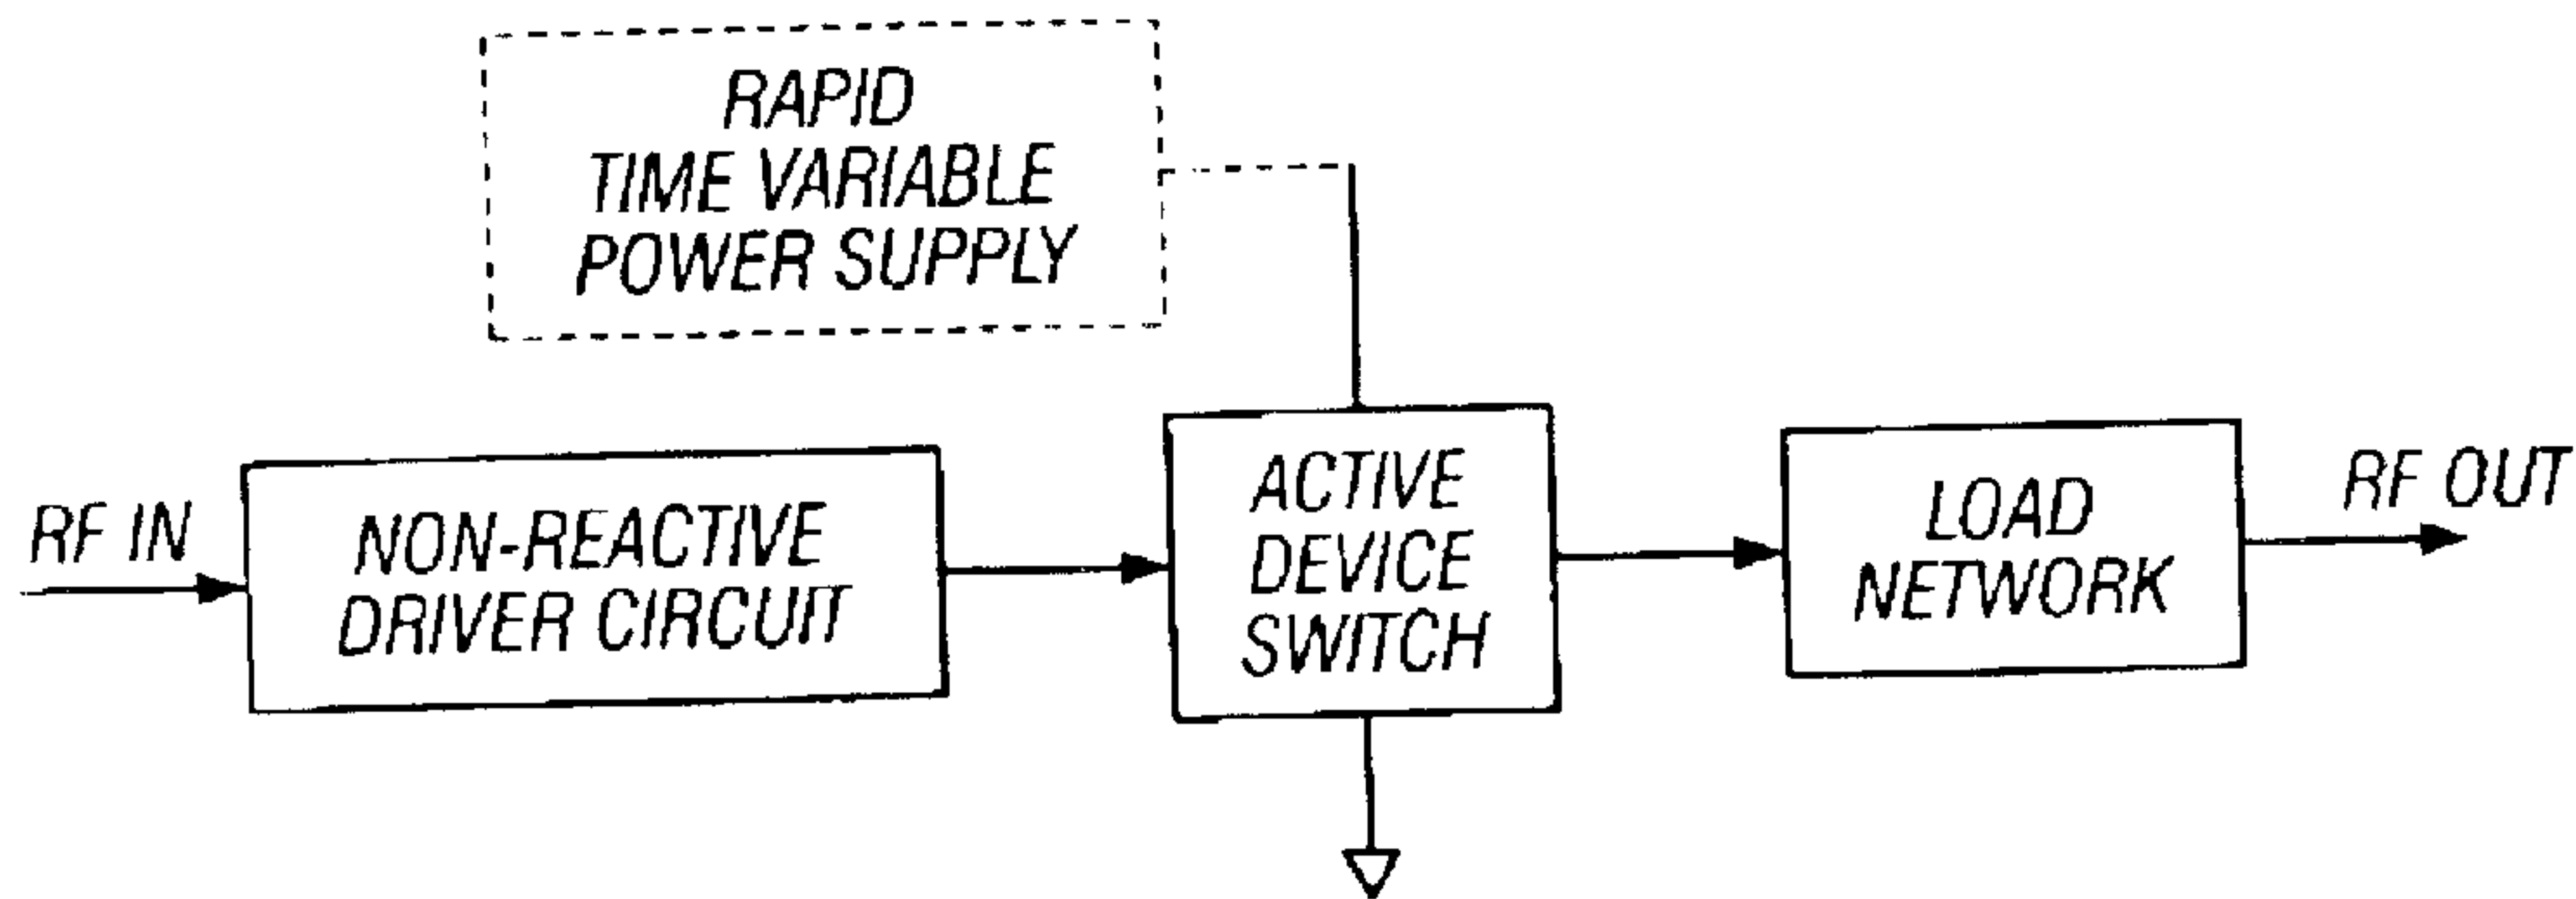 RAPID
TIME VARIABLE
POWER SUPPLY
RF IN
NON-REACTIVE
DRIVER CIRCUIT
ACTIVE
DEVICE
SWITCH
LOAD
NETWORK
RF OUT